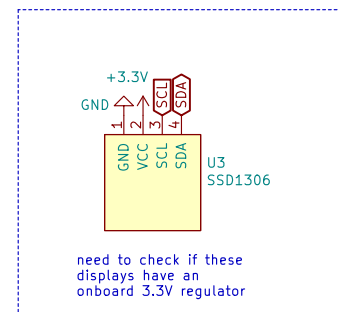 +3.3V
SCL
SDA
GND
1
2
3
4
GND
VCC
SCL
SDA
U3
SSD1306
need to check if these
displays have an
onboard 3.3V regulator